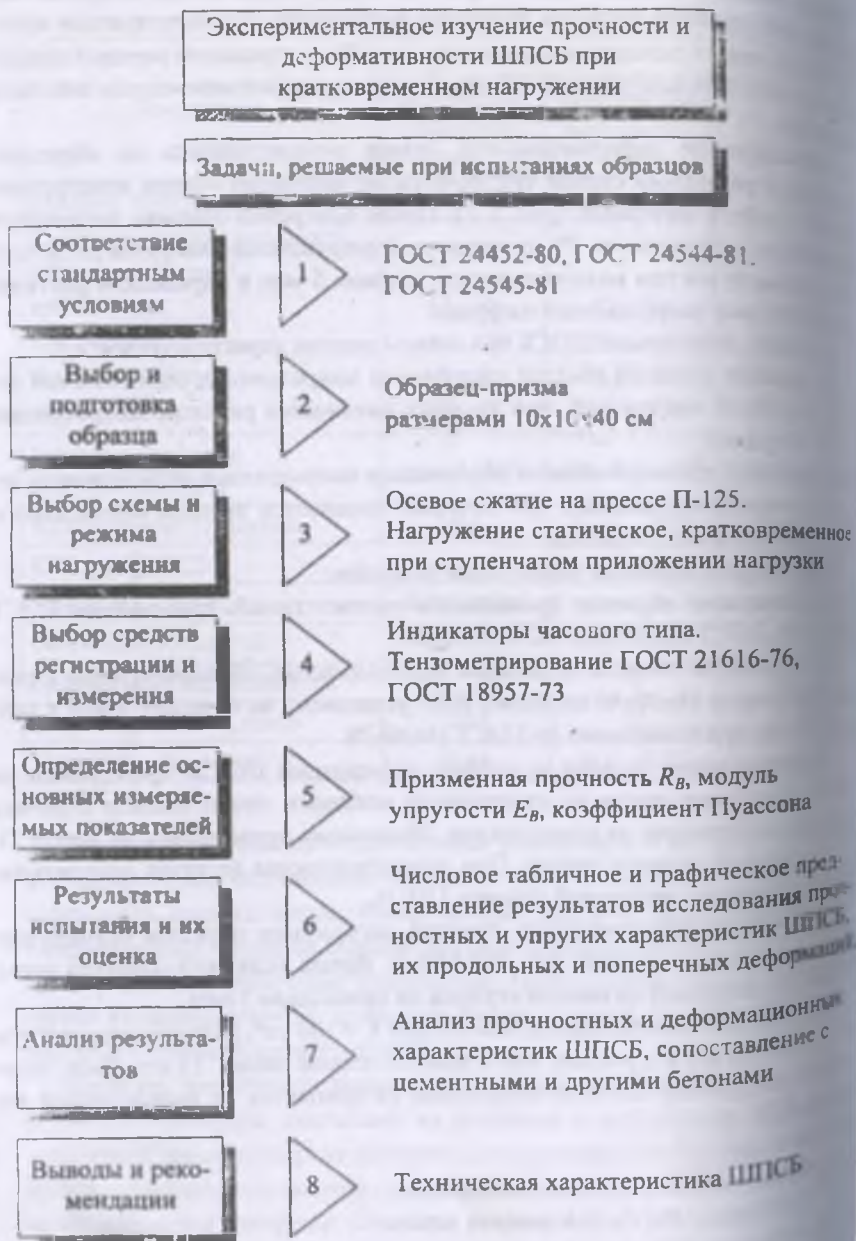 Экспериментальное изучение прочности и
деформативности ШПСБ при
кратковременном нагружении
Задачи, решаемые при испытаниях образцов
Соответствие
стандартным
условиям
1
ГОСТ 24452-80, ГОСТ 24544-81.
ГОСТ 24545-81
Выбор и
подготовка
образца
2
Образец-призма
размерами 10x10x40 см
Выбор схемы и
режима
нагружения
3
Осевое сжатие на прессе П-125.
Нагружение статическое, кратковременное
при ступенчатом приложении нагрузки
Выбор средств
регистрации и
измерения
4
Индикаторы часового типа.
Тензометрирование ГОСТ 21616-76,
ГОСТ 18957-73
Определение ос-
новных измеряе-
мых показателей
5
Призменная прочность R_B, модуль
упругости E_B, коэффициент Пуассона
Результаты
испытания и их
оценка
6
Числовое табличное и графическое пред-
ставление результатов исследования проч-
ностных и упругих характеристик ШПСБ,
их продольных и поперечных деформаций,
Анализ результа-
тов
7
Анализ прочностных и деформационных
характеристик ШПСБ, сопоставление с
цементными и другими бетонами
Выводы и реко-
мендации
8
Техническая характеристика ШПСБ